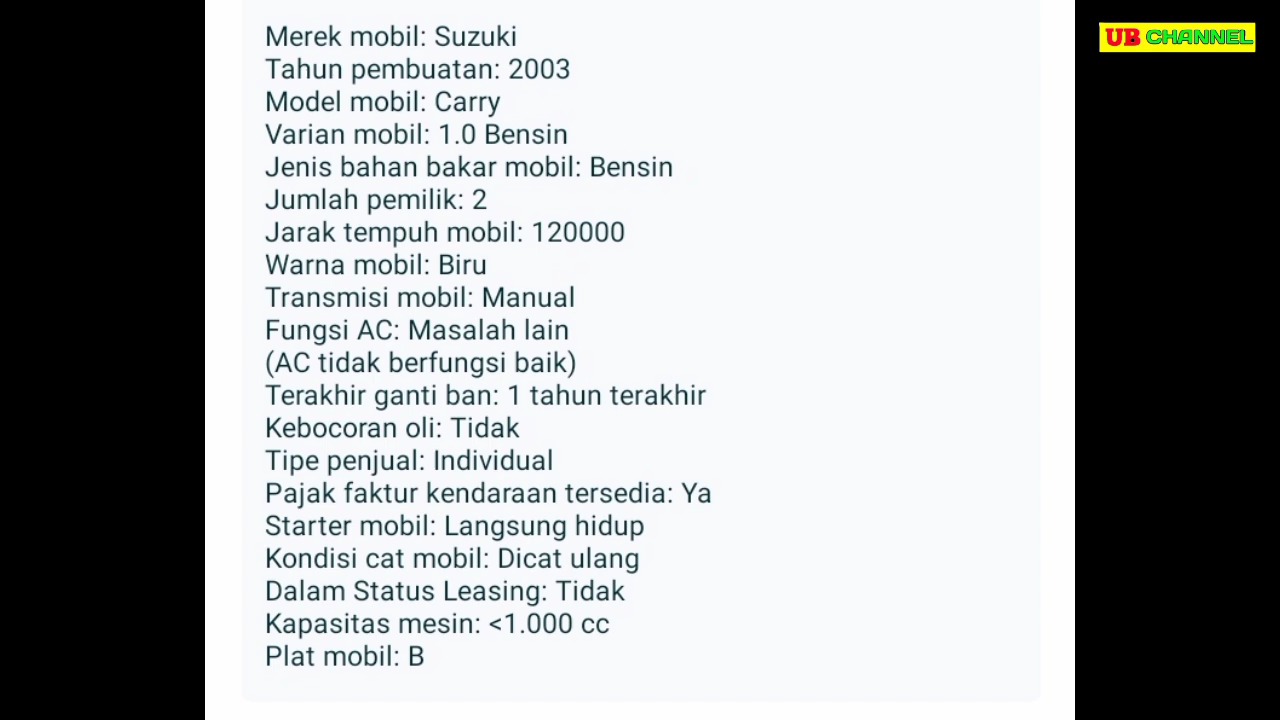 UB CHANNEL
Merek mobil: Suzuki
Tahun pembuatan: 2003
Model mobil: Carry
Varian mobil: 1.0 Bensin
Jenis bahan bakar mobil: Bensin
Jumlah pemilik: 2
Jarak tempuh mobil: 120000
Warna mobil: Biru
Transmisi mobil: Manual
Fungsi AC: Masalah lain
(AC tidak berfungsi baik)
Terakhir ganti ban: 1 tahun terakhir
Kebocoran oli: Tidak
Tipe penjual: Individual
Pajak faktur kendaraan tersedia: Ya
Starter mobil: Langsung hidup
Kondisi cat mobil: Dicat ulang
Dalam Status Leasing: Tidak
Kapasitas mesin: <1.000 cc
Plat mobil: B